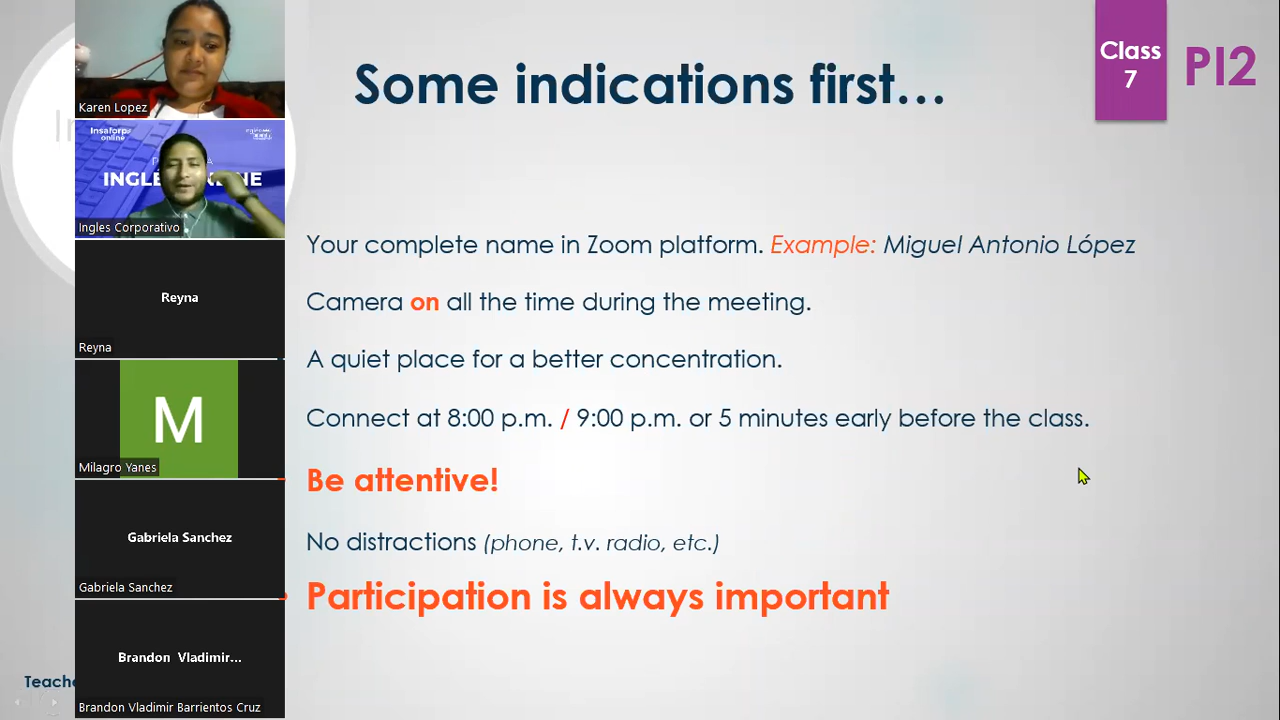 Some indications first…
Class
7
PI2
Karen Lopez
Insaforp
online
Ingles Corporativo
Reyna
Reyna
M
Milagro Yanes
Gabriela Sanchez
Gabriela Sanchez
Brandon Vladimir...
Brandon Vladimir Barrientos Cruz
Your complete name in Zoom platform. Example: Miguel Antonio López
Camera on all the time during the meeting.
A quiet place for a better concentration.
Connect at 8:00 p.m. / 9:00 p.m. or 5 minutes early before the class.
Be attentive!
No distractions (phone, t.v. radio, etc.)
Participation is always important